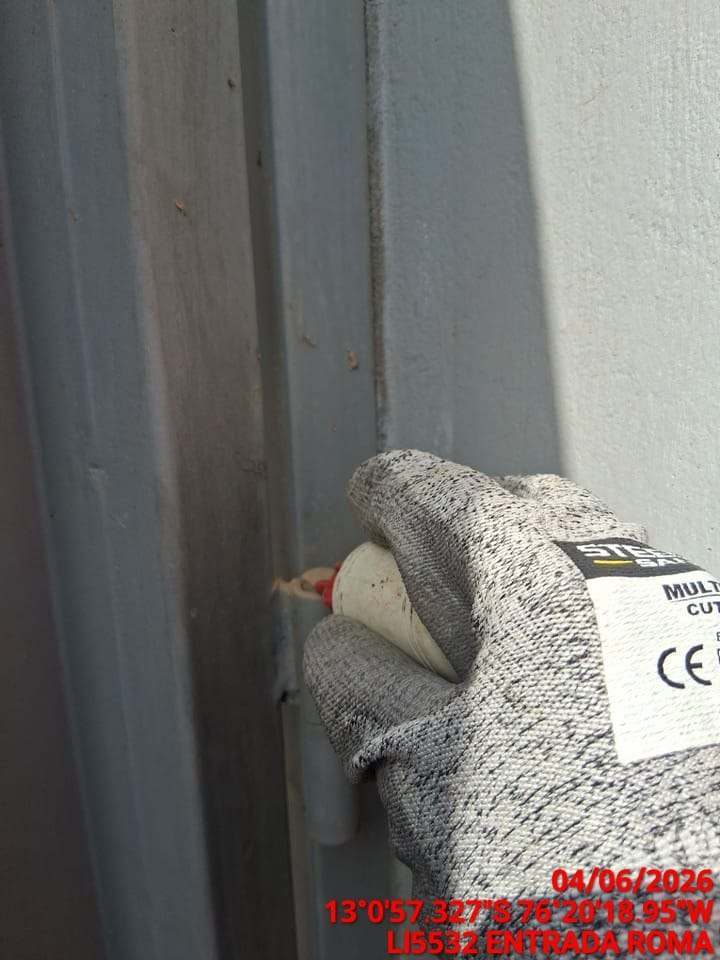 MULT
CUT
CE
04/06/2026
13°0'57.327"S 76°20'18.95"W
LI5532 ENTRADA ROMA